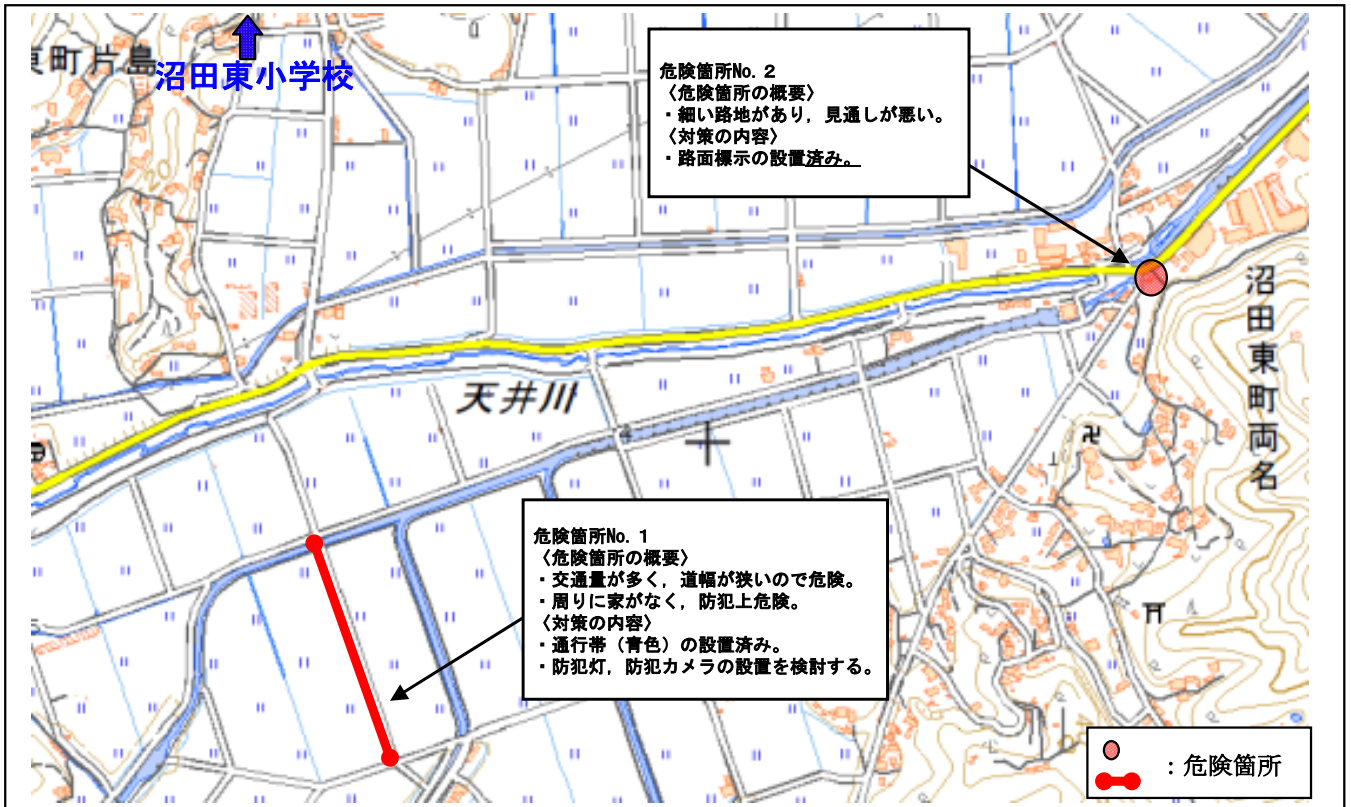 東町片島
沼田東小学校
危険箇所No. 2
〈危険箇所の概要〉
・細い路地があり，見通しが悪い。
〈対策の内容〉
・路面標示の設置済み。
20
沼田東町両名
天井川
危険箇所No. 1
〈危険箇所の概要〉
・交通量が多く，道幅が狭いので危険。
・周りに家がなく，防犯上危険。
〈対策の内容〉
・通行帯（青色）の設置済み。
・防犯灯，防犯カメラの設置を検討する。
：危険箇所